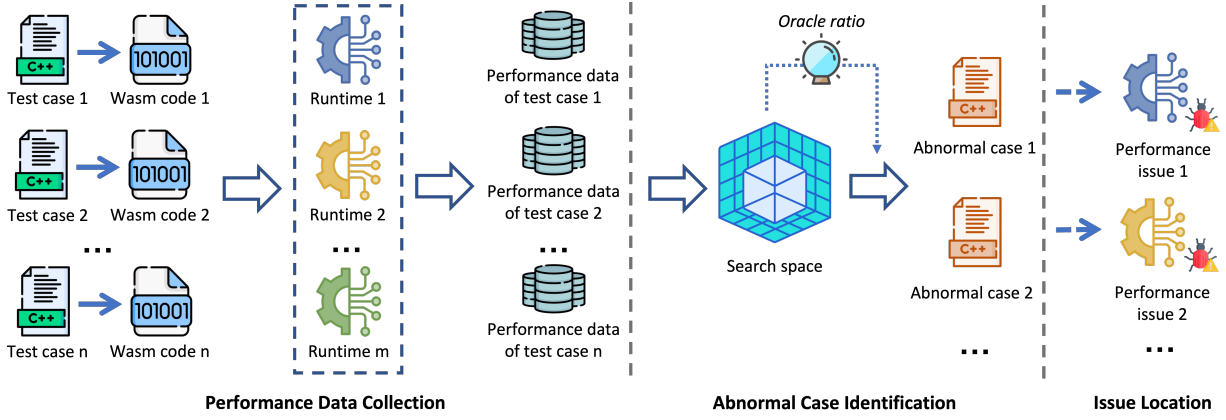 Oracle ratio
C++
Test case 1
101001
Wasm code 1
Runtime 1
Performance data
of test case 1
C++
Abnormal case 1
Performance
issue 1
C++
Test case 2
101001
Wasm code 2
Runtime 2
Performance data
of test case 2
Search space
C++
Abnormal case 2
Performance
issue 2
...
...
...
...
...
C++
Test case n
101001
Wasm code n
Runtime m
Performance data
of test case n
Performance Data Collection
Abnormal Case Identification
Issue Location